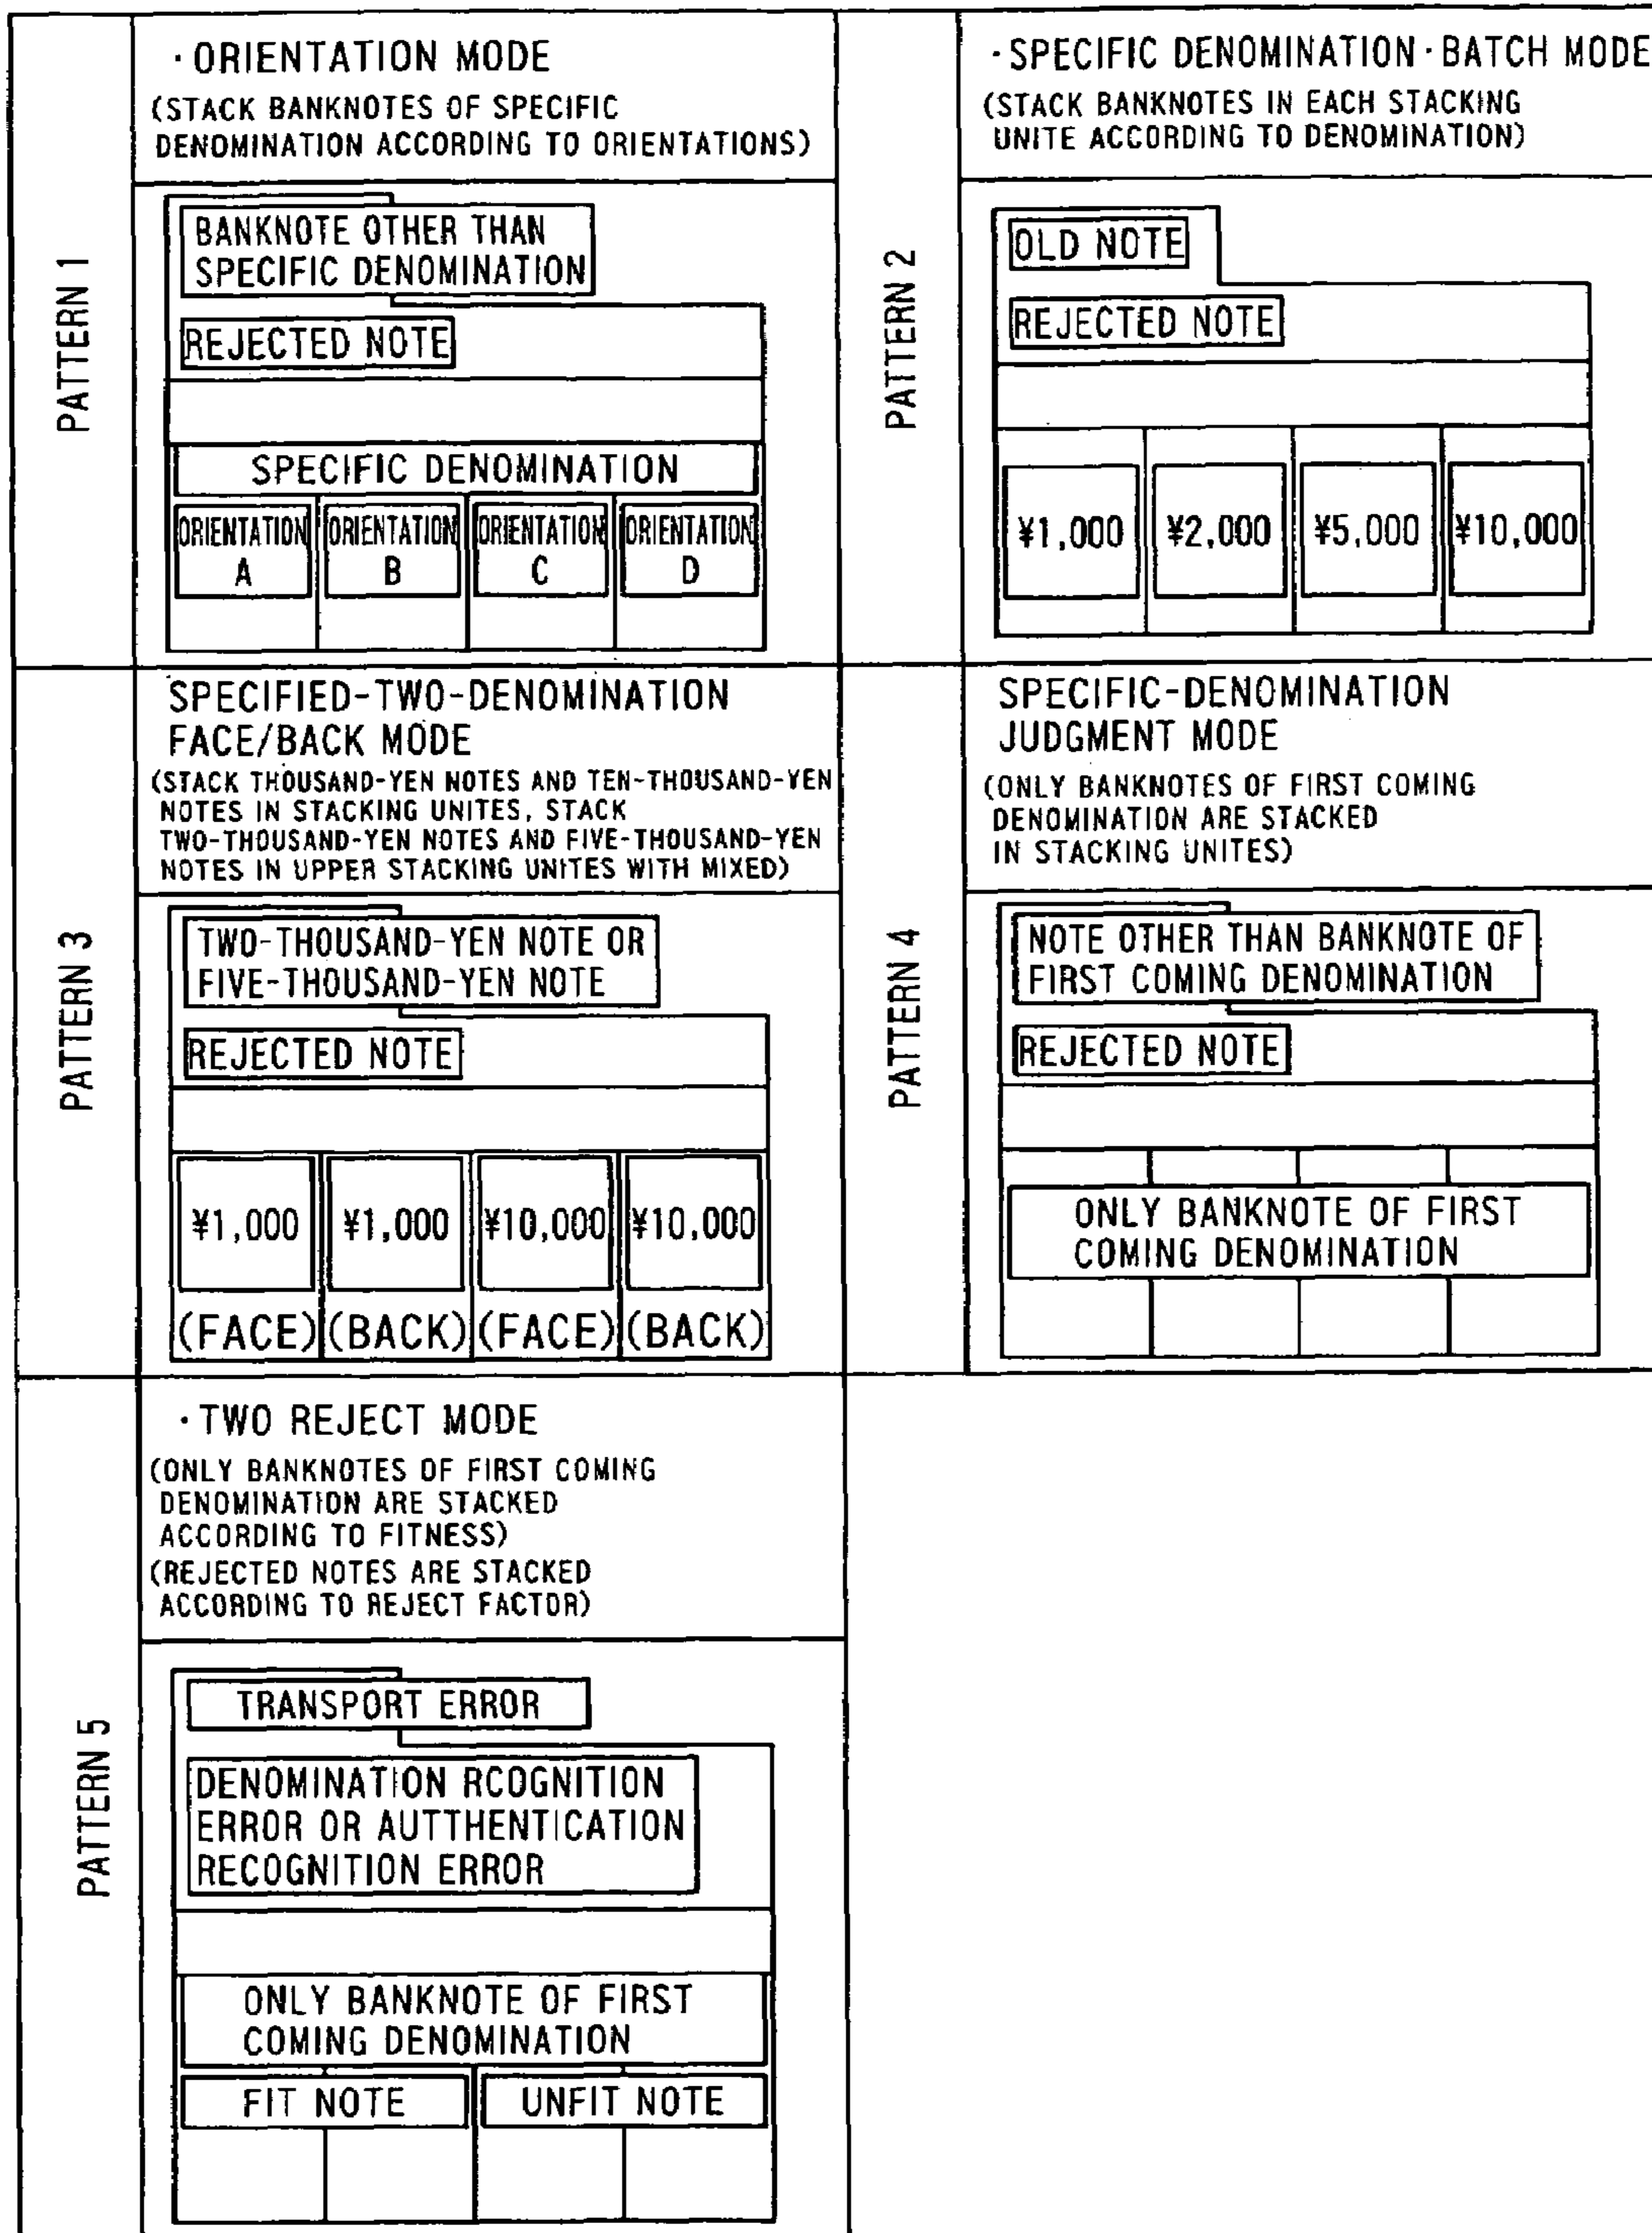 PATTERN 1
・ORIENTATION MODE
(STACK BANKNOTES OF SPECIFIC
DENOMINATION ACCORDING TO ORIENTATIONS)
BANKNOTE OTHER THAN
SPECIFIC DENOMINATION
REJECTED NOTE
SPECIFIC DENOMINATION
ORIENTATION A
ORIENTATION B
ORIENTATION C
ORIENTATION D
PATTERN 2
・SPECIFIC DENOMINATION・BATCH MODE
(STACK BANKNOTES IN EACH STACKING
UNITE ACCORDING TO DENOMINATION)
OLD NOTE
REJECTED NOTE
¥1,000 ¥2,000 ¥5,000 ¥10,000
PATTERN 3
SPECIFIED-TWO-DENOMINATION
FACE/BACK MODE
(STACK THOUSAND-YEN NOTES AND TEN-THOUSAND-YEN
NOTES IN STACKING UNITES, STACK
TWO-THOUSAND-YEN NOTES AND FIVE-THOUSAND-YEN
NOTES IN UPPER STACKING UNITES WITH MIXED)
TWO-THOUSAND-YEN NOTE OR
FIVE-THOUSAND-YEN NOTE
REJECTED NOTE
¥1,000 ¥1,000 ¥10,000 ¥10,000
(FACE) (BACK) (FACE) (BACK)
PATTERN 4
SPECIFIC-DENOMINATION
JUDGMENT MODE
(ONLY BANKNOTES OF FIRST COMING
DENOMINATION ARE STACKED
IN STACKING UNITES)
NOTE OTHER THAN BANKNOTE OF
FIRST COMING DENOMINATION
REJECTED NOTE
ONLY BANKNOTE OF FIRST
COMING DENOMINATION
PATTERN 5
・TWO REJECT MODE
(ONLY BANKNOTES OF FIRST COMING
DENOMINATION ARE STACKED
ACCORDING TO FITNESS)
(REJECTED NOTES ARE STACKED
ACCORDING TO REJECT FACTOR)
TRANSPORT ERROR
DENOMINATION RCOGNITION
ERROR OR AUTTHENTICATION
RECOGNITION ERROR
ONLY BANKNOTE OF FIRST
COMING DENOMINATION
FIT NOTE UNFIT NOTE